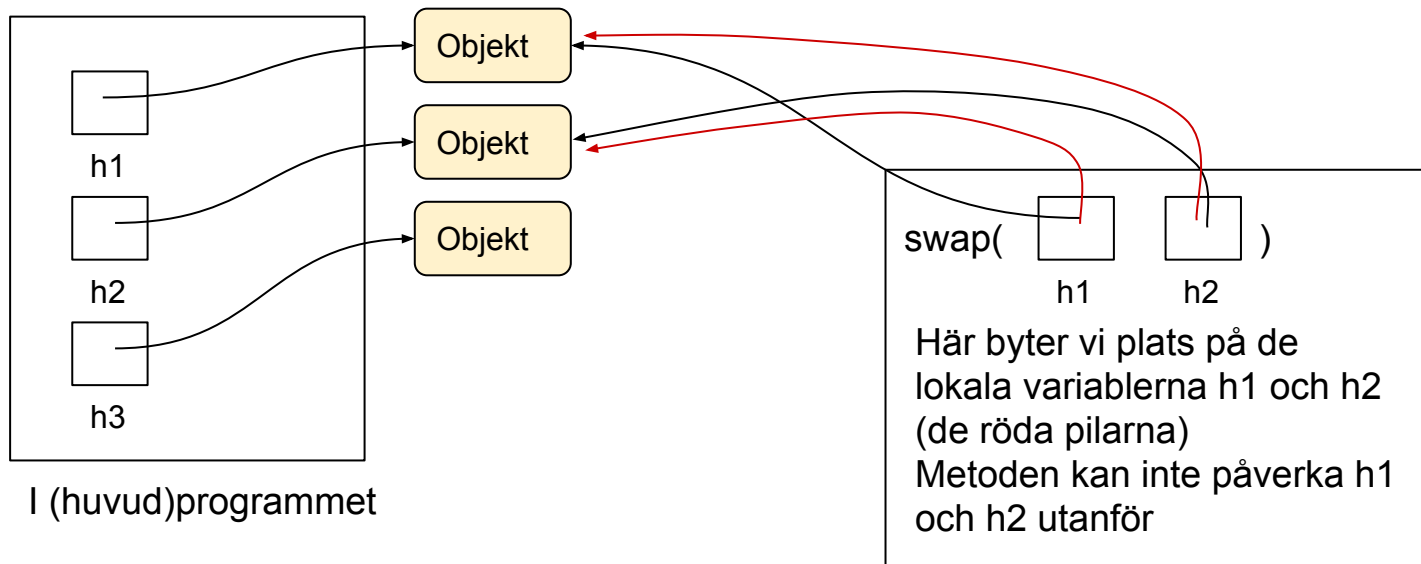 Objekt
Objekt
Objekt
h1
h2
h3
I (huvud)programmet
swap( )
h1 h2
Här byter vi plats på de
lokala variablerna h1 och h2
(de röda pilarna)
Metoden kan inte påverka h1
och h2 utanför